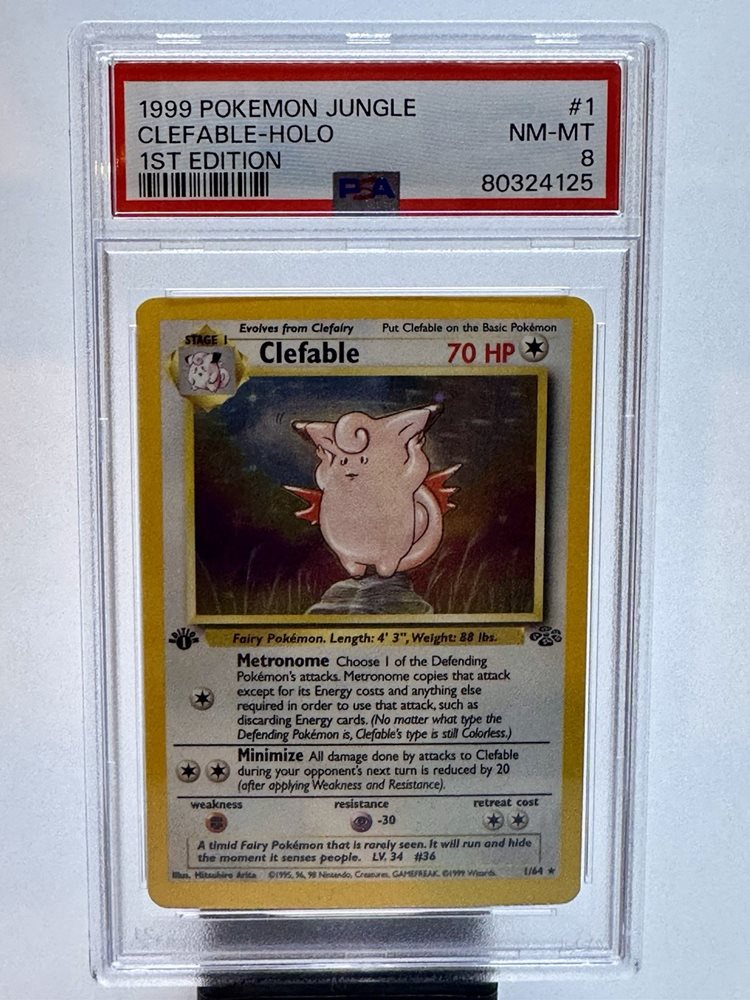 1999 POKEMON JUNGLE #1
CLEFABLE-HOLO NM-MT
1ST EDITION 8
PSA 80324125
Evolves from Clefairy Put Clefable on the Basic Pokémon
STAGE 1
Clefable 70 HP
EDITION 1
Fairy Pokémon. Length: 4' 3", Weight: 88 lbs.
Metronome Choose 1 of the Defending
Pokémon's attacks. Metronome copies that attack
except for its Energy costs and anything else
required in order to use that attack, such as
discarding Energy cards. (No matter what type the
Defending Pokémon is, Clefable's type is still Colorless.)
Minimize All damage done by attacks to Clefable
during your opponent's next turn is reduced by 20
(after applying Weakness and Resistance).
weakness resistance retreat cost
-30
A timid Fairy Pokémon that is rarely seen. It will run and hide
the moment it senses people. LV. 34 #36
Illus. Mitsuhiro Arita ©1995, 96, 98 Nintendo, Creatures, GAMEFREAK. ©1999 Wizards. 1/64 ★